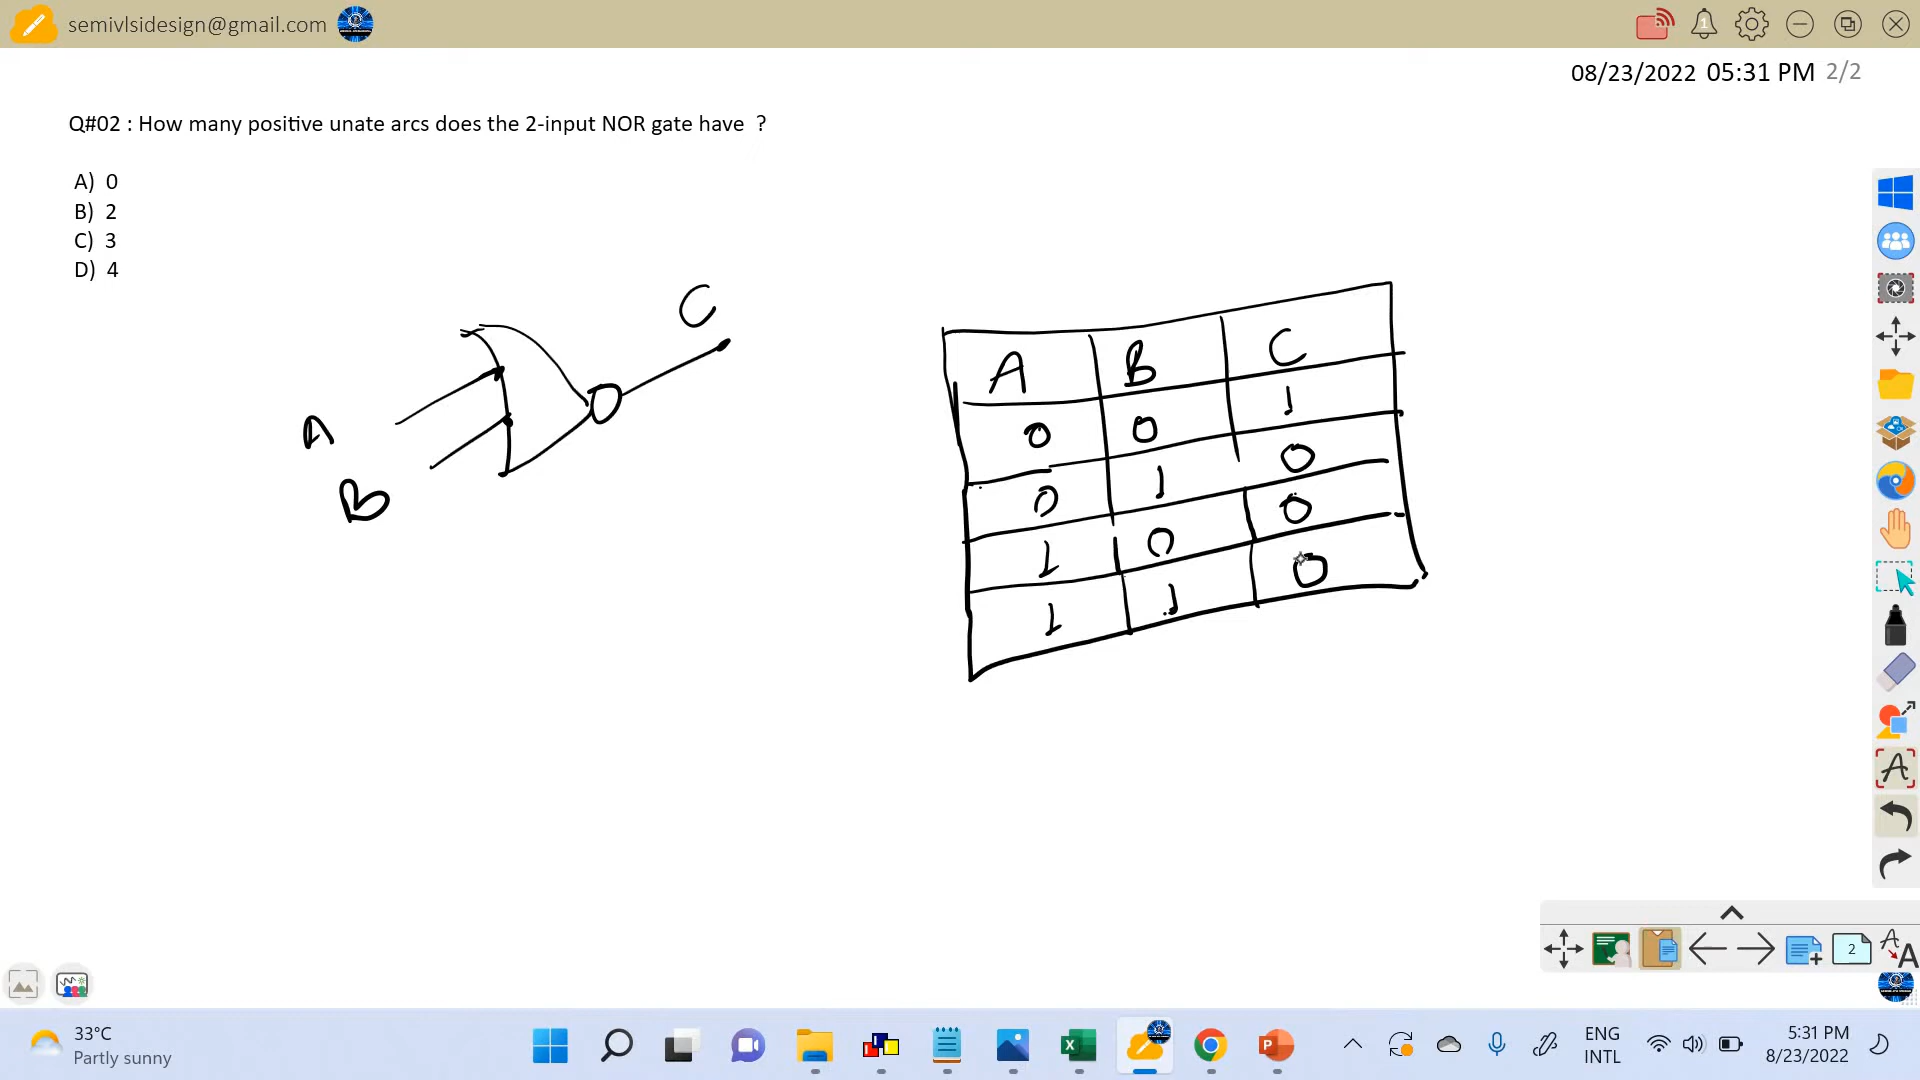 semivlsidesign@gmail.com
1
08/23/2022 05:31 PM 2/2
Q#02 : How many positive unate arcs does the 2-input NOR gate have ?
A) 0
B) 2
C) 3
D) 4
C
A
B
A B C
0 0 1
0 1 0
1 0 0
1 1 0
A
2
A A
33°C
Partly sunny
ENG
INTL
5:31 PM
8/23/2022